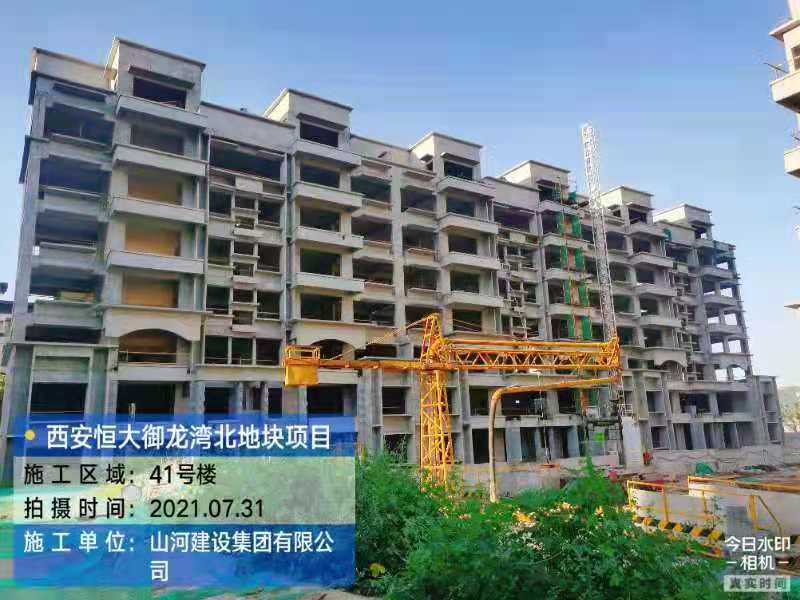 西安恒大御龙湾北地块项目
施工区域：41号楼
拍摄时间：2021.07.31
施工单位：山河建设集团有限公
司
今日水印
-相机-
真实时间